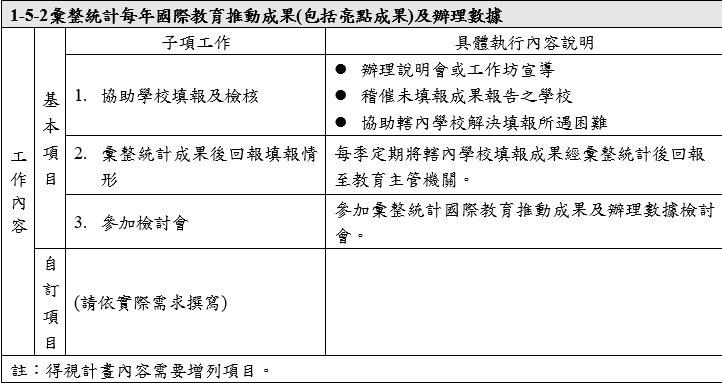 1-5-2彙整統計每年國際教育推動成果(包括亮點成果)及辦理數據
子項工作
具體執行內容說明
工作內容
基本項目
1. 協助學校填報及檢核
● 辦理說明會或工作坊宣導
● 稽催未填報成果報告之學校
● 協助轄內學校解決填報所遇困難
2. 彙整統計成果後回報填報情
形
每季定期將轄內學校填報成果經彙整統計後回報
至教育主管機關。
3. 參加檢討會
參加彙整統計國際教育推動成果及辦理數據檢討
會。
自訂項目
(請依實際需求撰寫)
註：得視計畫內容需要增列項目。